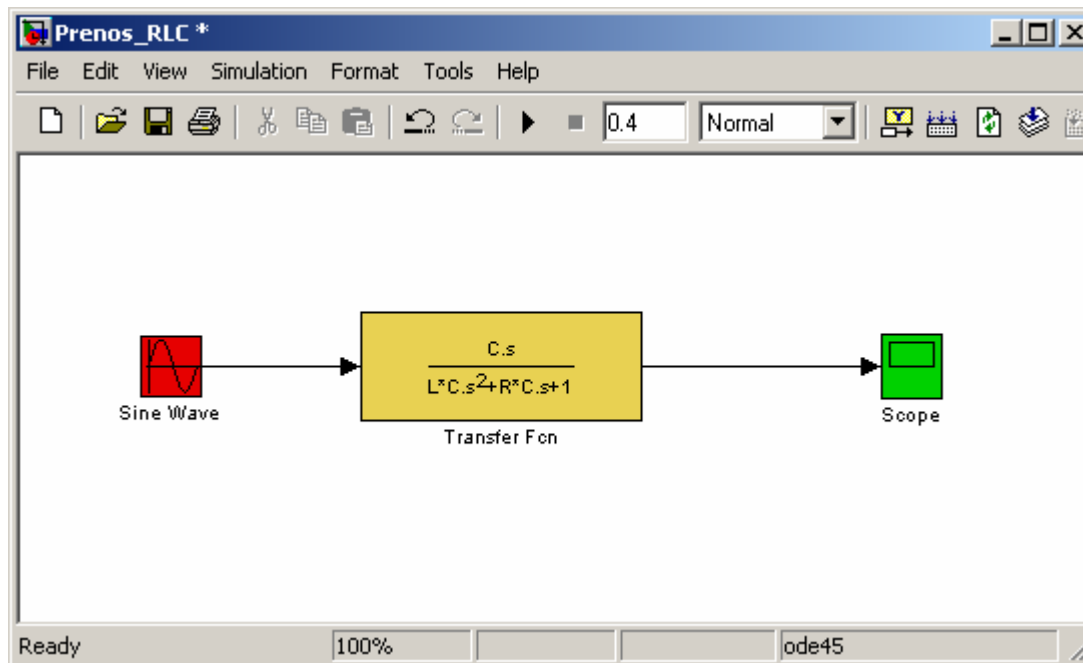 Prenos_RLC *
File Edit View Simulation Format Tools Help
0.4 Normal
C.s
L*C.s²+R*C.s+1
Sine Wave
Transfer Fcn
Scope
Ready 100% ode45